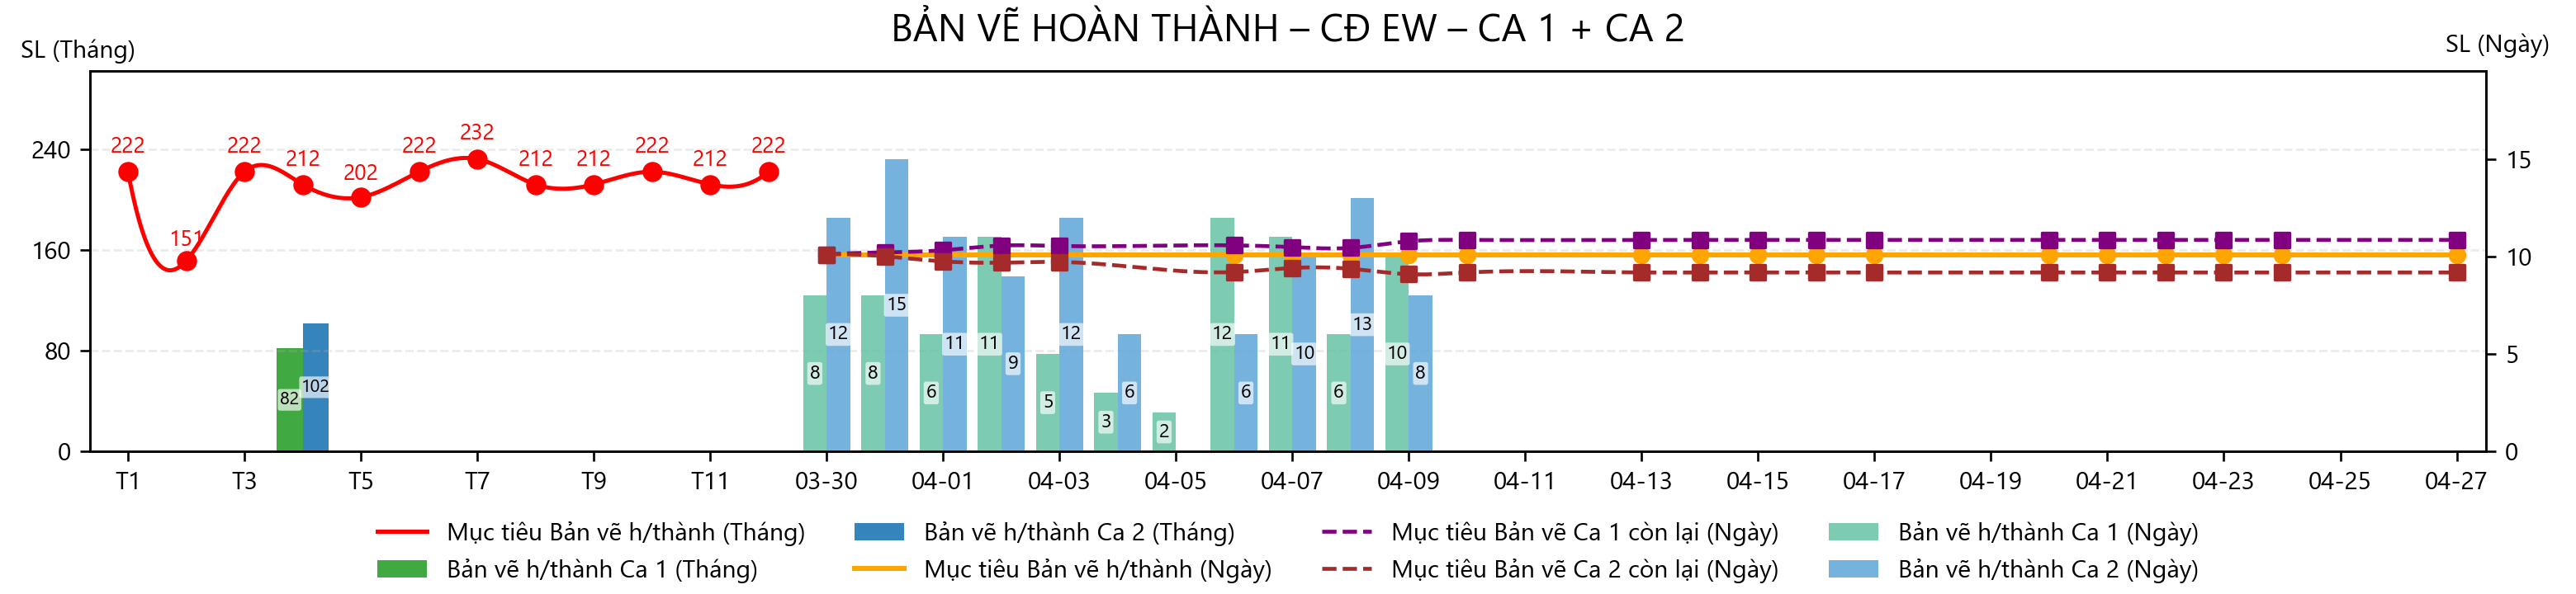 BẢN VẼ HOÀN THÀNH – CĐ EW – CA 1 + CA 2
SL (Tháng)
SL (Ngày)
222 151 222 212 202 222 232 212 212 222 212 222
240
160
80
0
15
10
5
0
82 102
8 12 8 15 6 11 11 9 5 12 3 6 2 12 6 11 10 6 13 10 8
T1 T3 T5 T7 T9 T11 03-30 04-01 04-03 04-05 04-07 04-09 04-11 04-13 04-15 04-17 04-19 04-21 04-23 04-25 04-27
Mục tiêu Bản vẽ h/thành (Tháng)
Bản vẽ h/thành Ca 1 (Tháng)
Bản vẽ h/thành Ca 2 (Tháng)
Mục tiêu Bản vẽ h/thành (Ngày)
Mục tiêu Bản vẽ Ca 1 còn lại (Ngày)
Mục tiêu Bản vẽ Ca 2 còn lại (Ngày)
Bản vẽ h/thành Ca 1 (Ngày)
Bản vẽ h/thành Ca 2 (Ngày)